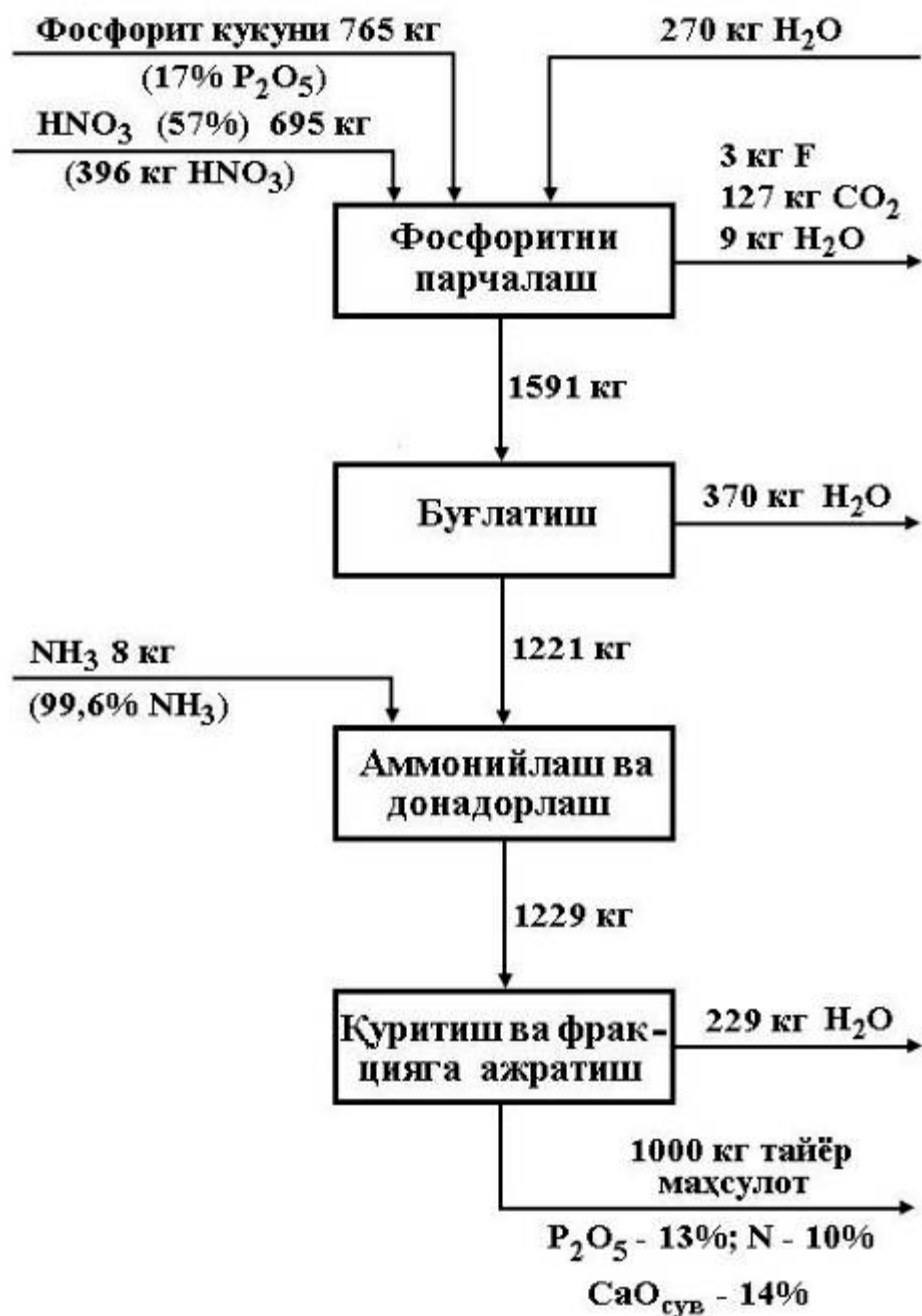 Фосфорит кукуни 765 кг
(17% P₂O₅)
270 кг H₂O
HNO₃ (57%) 695 кг
(396 кг HNO₃)
3 кг F
127 кг CO₂
9 кг H₂O
Фосфоритни
парчалаш
1591 кг
Буғлатиш
370 кг H₂O
1221 кг
NH₃ 8 кг
(99,6% NH₃)
Аммонийлаш ва
донадорлаш
1229 кг
Қуритиш ва фрак-
цияга ажратиш
229 кг H₂O
1000 кг тайёр
маҳсулот
P₂O₅ - 13%; N - 10%
CaOсув - 14%